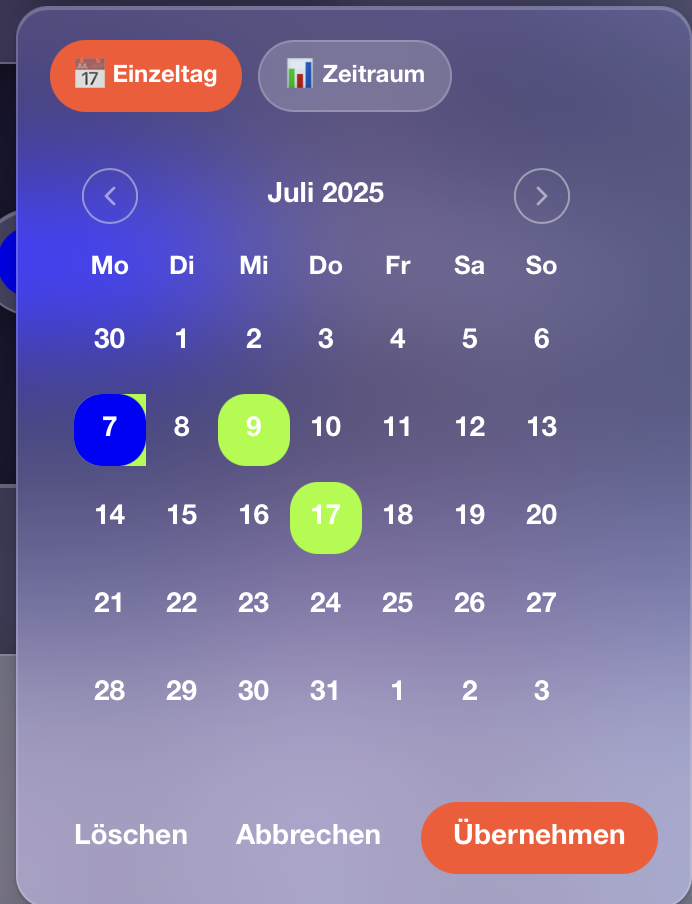 📅 Einzeltag 📊 Zeitraum
Juli 2025
Mo Di Mi Do Fr Sa So
30 1 2 3 4 5 6
7 8 9 10 11 12 13
14 15 16 17 18 19 20
21 22 23 24 25 26 27
28 29 30 31 1 2 3
Löschen Abbrechen Übernehmen